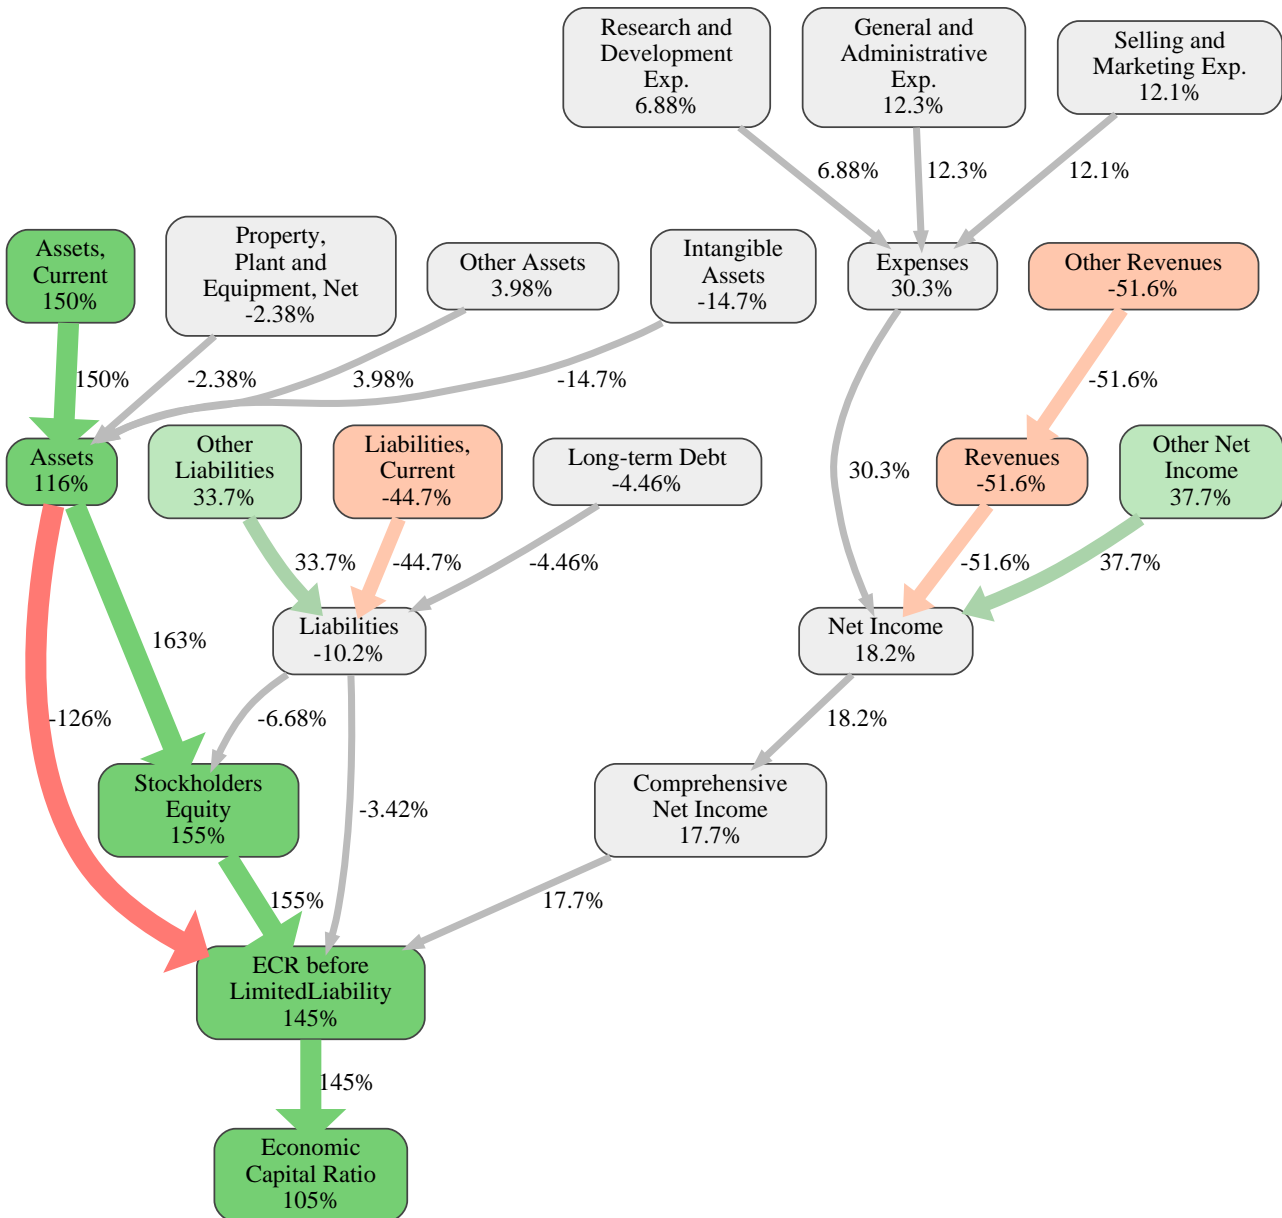 Research and
Development
Exp.
6.88%
General and
Administrative
Exp.
12.3%
Selling and
Marketing Exp.
12.1%
6.88%
12.3%
12.1%
Assets,
Current
150%
Property,
Plant and
Equipment, Net
-2.38%
Other Assets
3.98%
Intangible
Assets
-14.7%
Expenses
30.3%
Other Revenues
-51.6%
150%
-2.38%
3.98%
-14.7%
-51.6%
Assets
116%
Other
Liabilities
33.7%
Liabilities,
Current
-44.7%
Long-term Debt
-4.46%
30.3%
Revenues
-51.6%
Other Net
Income
37.7%
33.7%
-44.7%
-4.46%
-51.6%
37.7%
163%
Liabilities
-10.2%
Net Income
18.2%
-126%
-6.68%
18.2%
Stockholders
Equity
155%
-3.42%
Comprehensive
Net Income
17.7%
155%
17.7%
ECR before
LimitedLiability
145%
145%
Economic
Capital Ratio
105%